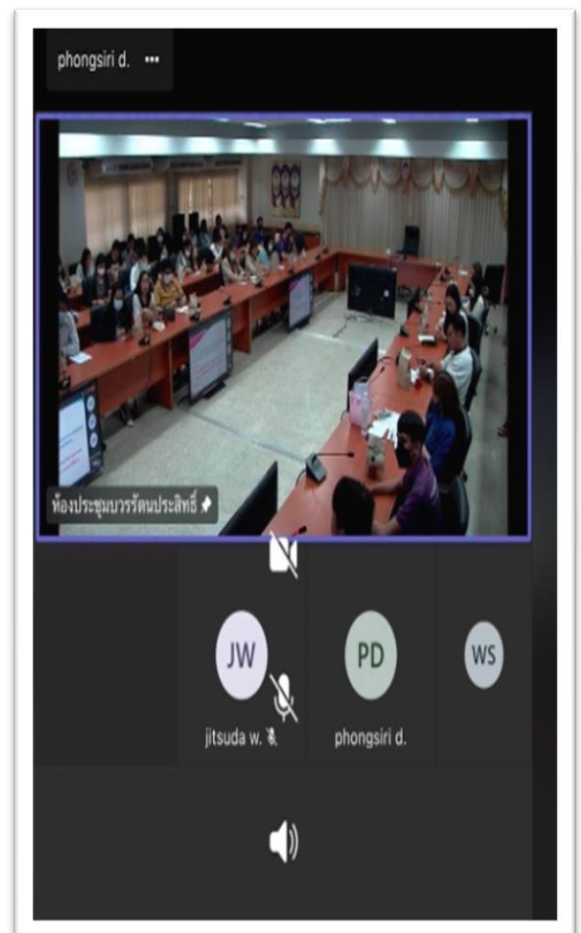 phongsiri d. •••
ห้องประชุมบวรรัตนประสิทธิ์
JW
PD
WS
jitsuda w.
phongsiri d.